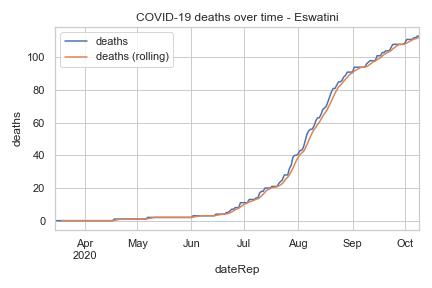 COVID-19 deaths over time - Eswatini
deaths
deaths (rolling)
100
80
60
40
20
0
deaths
Apr May Jun Jul Aug Sep Oct
2020
dateRep